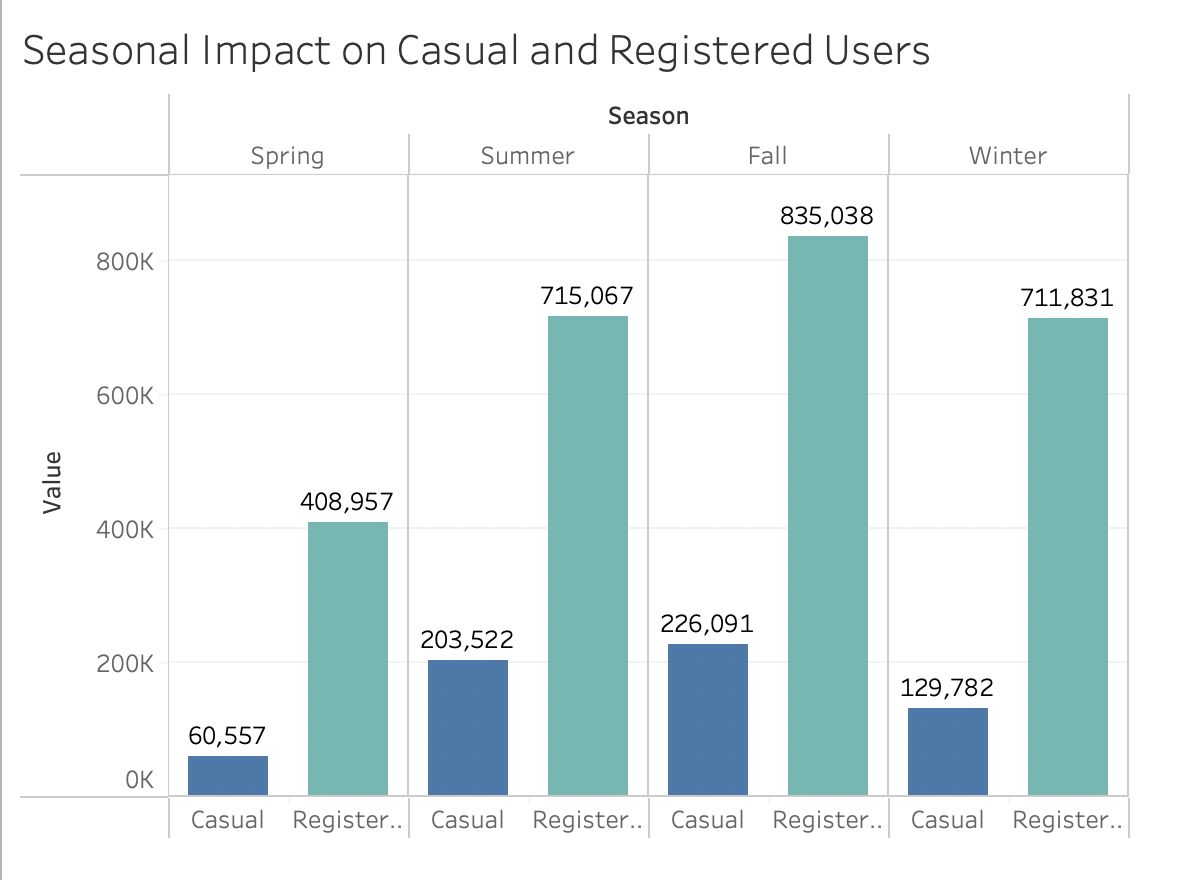 Seasonal Impact on Casual and Registered Users
Season
Spring Summer Fall Winter
835,038
800K
715,067 711,831
600K
Value
408,957
400K
226,091
203,522
200K
129,782
60,557
0K
Casual Register.. Casual Register.. Casual Register.. Casual Register..